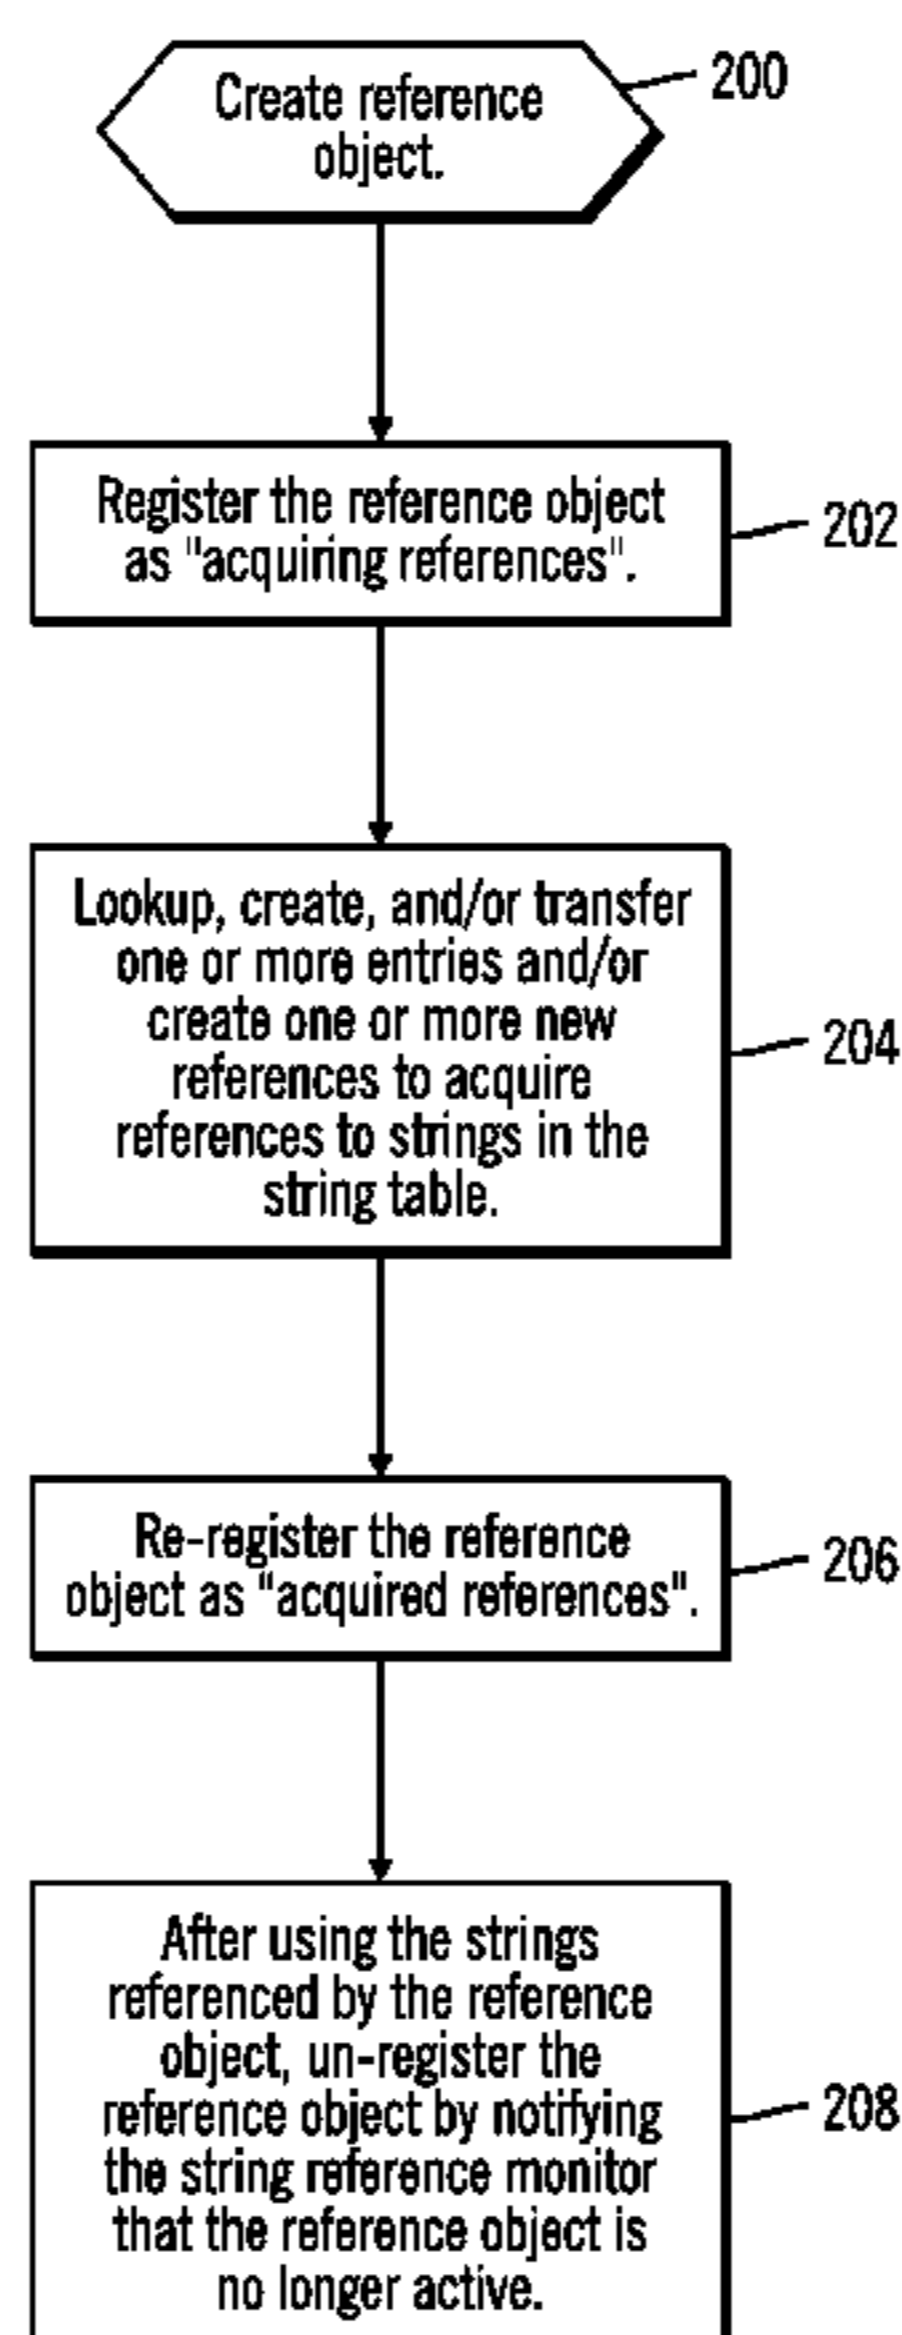 Create reference
object.
200
Register the reference object
as "acquiring references".
202
Lookup, create, and/or transfer
one or more entries and/or
create one or more new
references to acquire
references to strings in the
string table.
204
Re-register the reference
object as "acquired references".
206
After using the strings
referenced by the reference
object, un-register the
reference object by notifying
the string reference monitor
that the reference object is
no longer active.
208